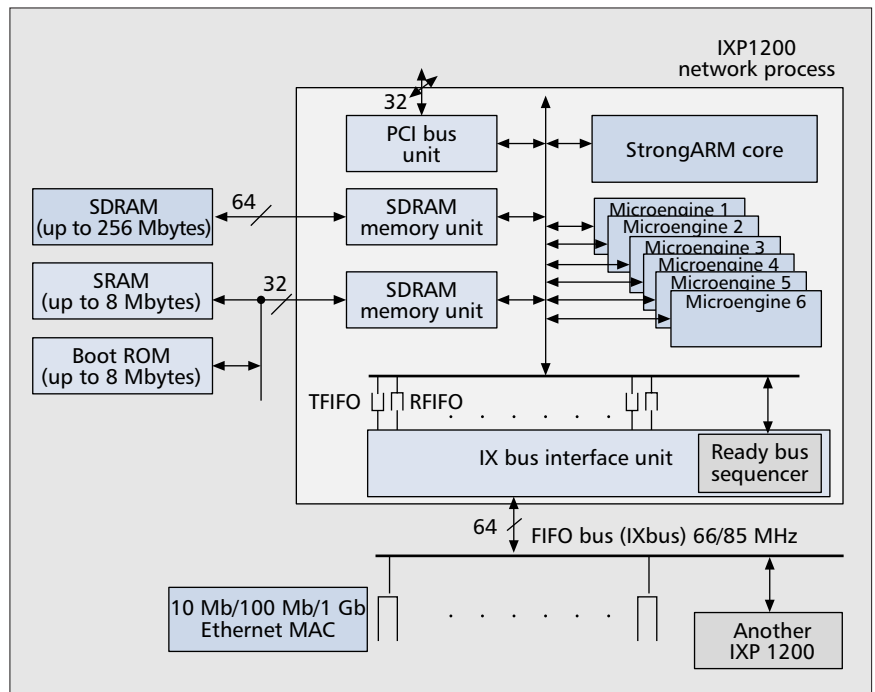 IXP1200
network process
32
PCI bus
unit
StrongARM core
SDRAM
(up to 256 Mbytes)
64
SDRAM
memory unit
Microengine 1
Microengine 2
Microengine 3
Microengine 4
Microengine 5
Microengine 6
SRAM
(up to 8 Mbytes)
32
SDRAM
memory unit
Boot ROM
(up to 8 Mbytes)
TFIFO
RFIFO
IX bus interface unit
Ready bus
sequencer
64
FIFO bus (IXbus) 66/85 MHz
10 Mb/100 Mb/1 Gb
Ethernet MAC
Another
IXP 1200